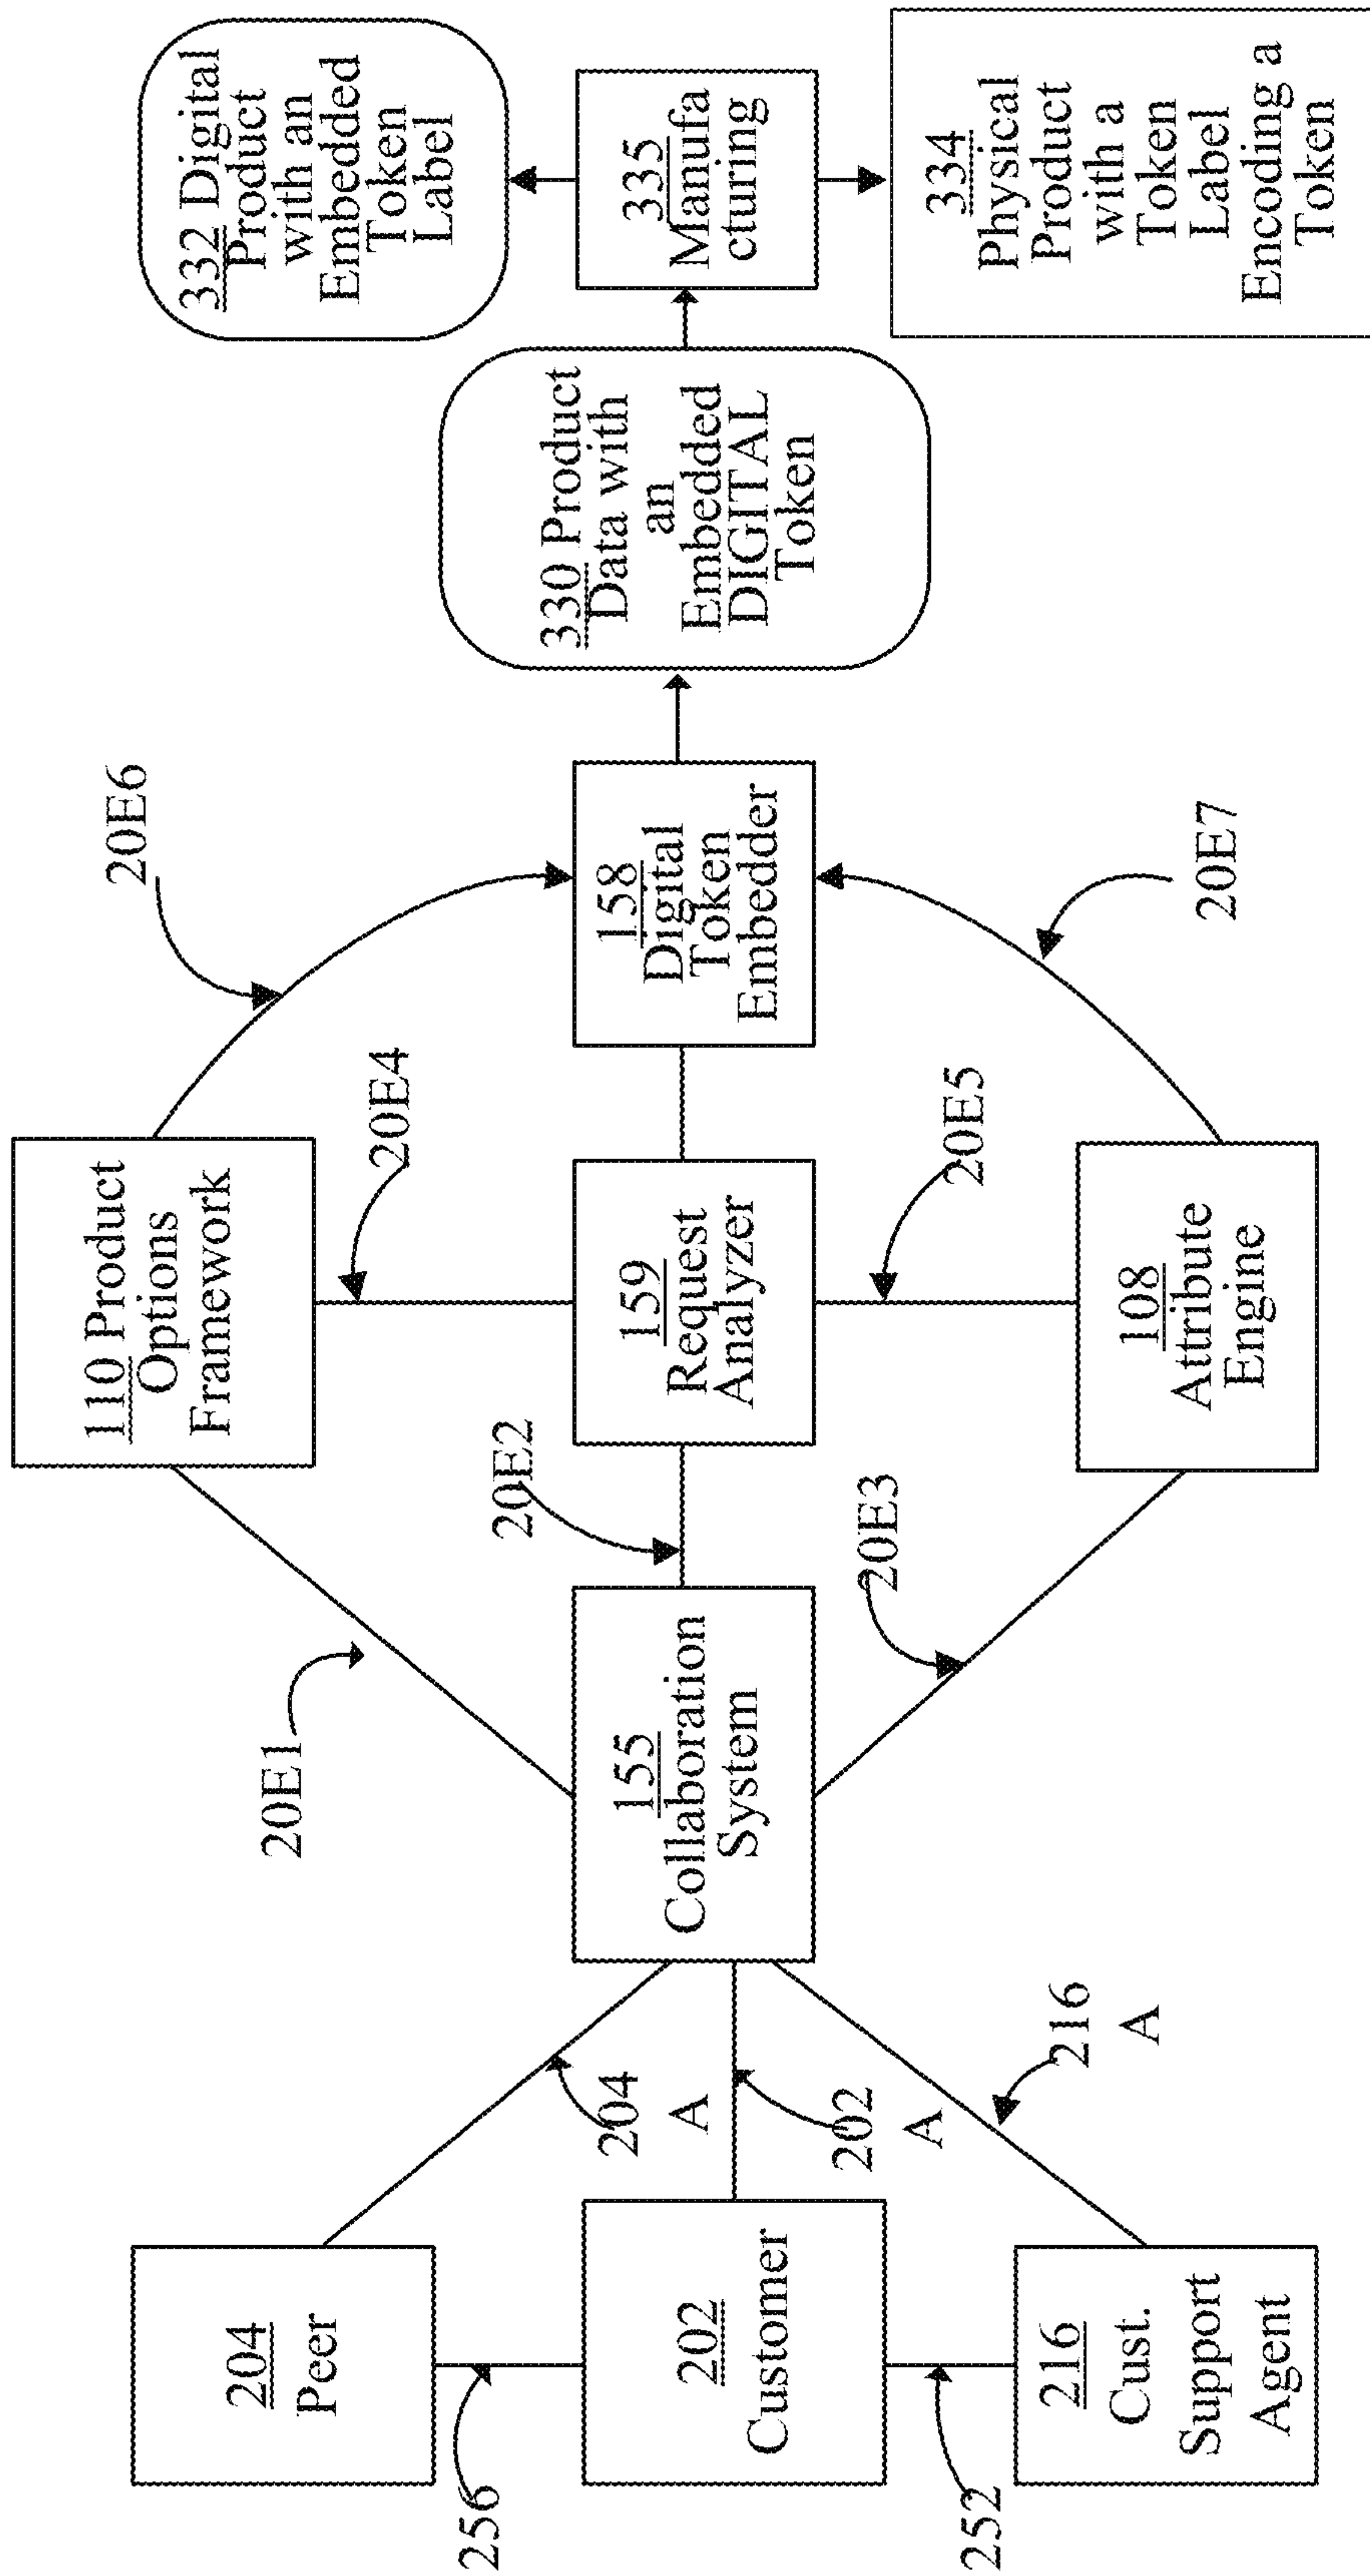 204
Peer
256
202
Customer
252
216 Cust.
Support
Agent
204
A
202
A
216
A
155
Collaboration
System
20E1
20E2
20E3
110 Product
Options
Framework
20E4
159
Request
Analyzer
20E5
108
Attribute
Engine
20E6
158
Digital
Token
Embedder
20E7
330 Product
Data with
an
Embedded
DIGITAL
Token
332 Digital
Product
with an
Embedded
Token
Label
335
Manufa
cturing
334
Physical
Product
with a
Token
Label
Encoding a
Token